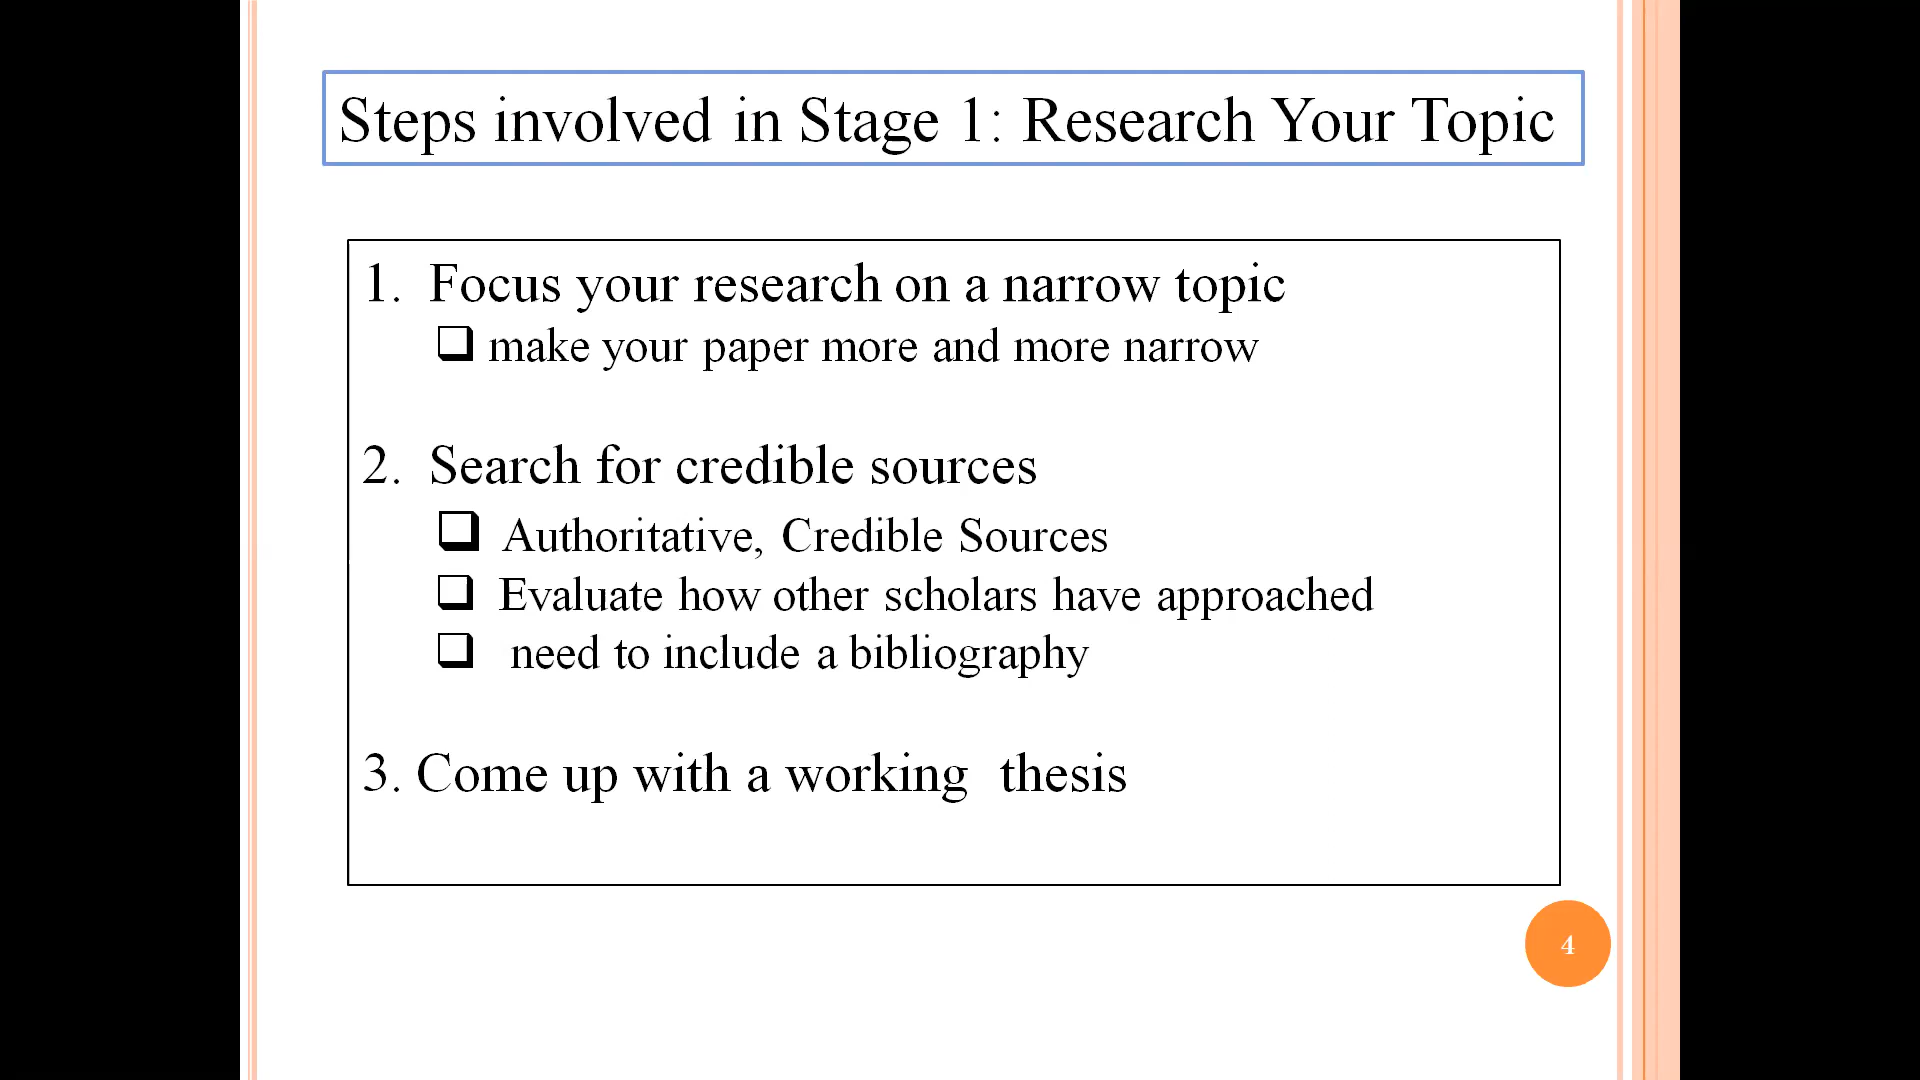 Steps involved in Stage 1: Research Your Topic
1. Focus your research on a narrow topic
❑ make your paper more and more narrow
2. Search for credible sources
❑ Authoritative, Credible Sources
❑ Evaluate how other scholars have approached
❑ need to include a bibliography
3. Come up with a working thesis
4